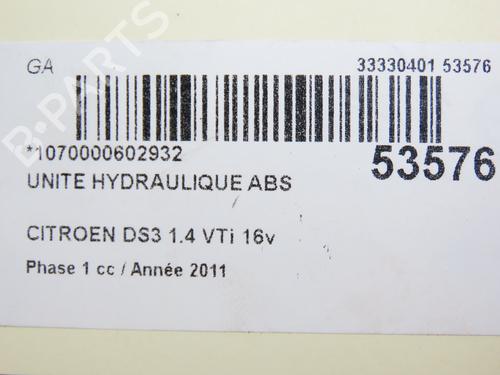 GA
33330401 53576
*1070000602932
53576
UNITE HYDRAULIQUE ABS
CITROEN DS3 1.4 VTi 16v
Phase 1 cc / Année 2011
B-PARTS